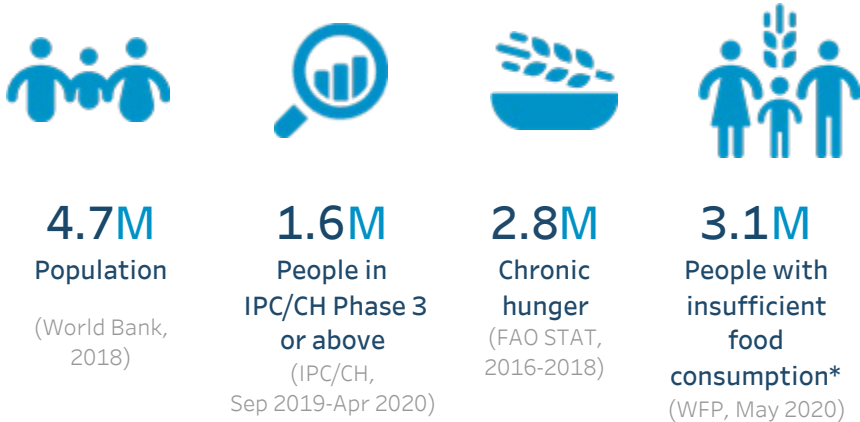 4.7M
Population
(World Bank,
2018)
1.6M
People in
IPC/CH Phase 3
or above
(IPC/CH,
Sep 2019-Apr 2020)
2.8M
Chronic
hunger
(FAO STAT,
2016-2018)
3.1M
People with
insufficient
food
consumption*
(WFP, May 2020)